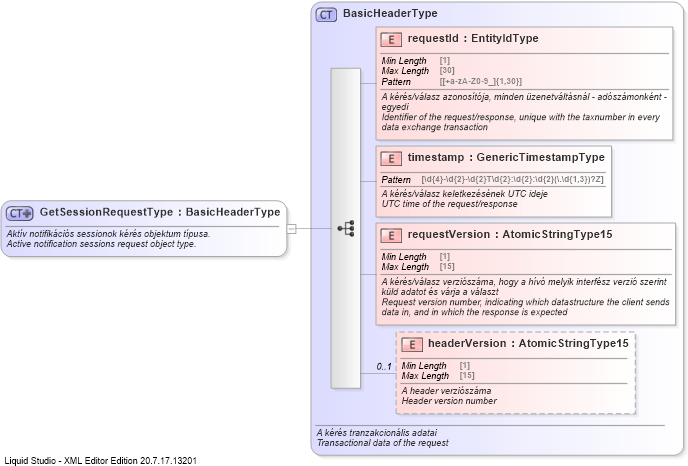 CT BasicHeaderType
E requestId : EntityIdType
Min Length [1]
Max Length [30]
Pattern [[+a-zA-Z0-9_]{1,30}]
A kérés/válasz azonosítója, minden üzenetváltásnál - adószámonként -
egyedi
Identifier of the request/response, unique with the taxnumber in every
data exchange transaction
E timestamp : GenericTimestampType
Pattern [\d{4}-\d{2}-\d{2}T\d{2}:\d{2}:\d{2}(\.\d{1,3})?Z]
A kérés/válasz keletkezésének UTC ideje
UTC time of the request/response
CT GetSessionRequestType : BasicHeaderType
Aktív notifikációs sessionok kérés objektum típusa.
Active notification sessions request object type.
E requestVersion : AtomicStringType15
Min Length [1]
Max Length [15]
A kérés/válasz verziószáma, hogy a hívó melyik interfész verzió szerint
küld adatot és várja a választ
Request version number, indicating which datastructure the client sends
data in, and in which the response is expected
E headerVersion : AtomicStringType15
0..1
Min Length [1]
Max Length [15]
A header verziószáma
Header version number
A kérés tranzakcionális adatai
Transactional data of the request
Liquid Studio - XML Editor Edition 20.7.17.13201